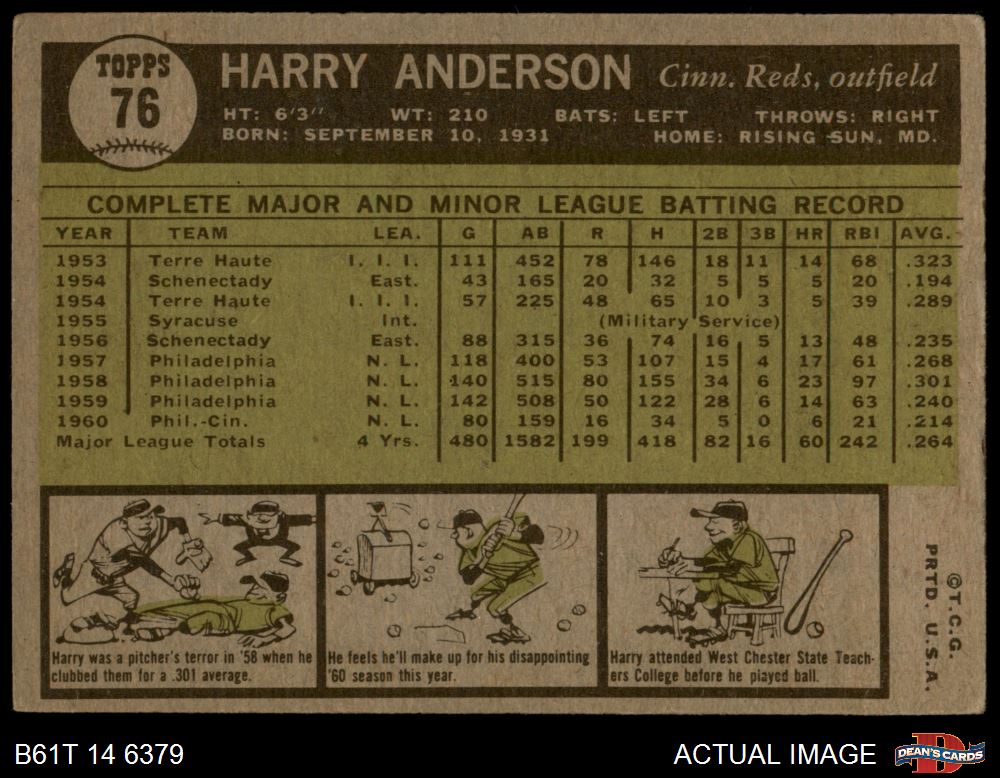 TOPPS
76
HARRY ANDERSON Cinn. Reds, outfield
HT: 6'3" WT: 210 BATS: LEFT THROWS: RIGHT
BORN: SEPTEMBER 10, 1931 HOME: RISING SUN, MD.
COMPLETE MAJOR AND MINOR LEAGUE BATTING RECORD
YEAR TEAM LEA. G AB R H 2B 3B HR RBI AVG.
1953 Terre Haute I. I. I. 111 452 78 146 18 11 14 68 .323
1954 Schenectady East. 43 165 20 32 5 5 5 20 .194
1954 Terre Haute I. I. I. 57 225 48 65 10 3 5 39 .289
1955 Syracuse Int. (Military Service)
1956 Schenectady East. 88 315 36 74 16 5 13 48 .235
1957 Philadelphia N. L. 118 400 53 107 15 4 17 61 .268
1958 Philadelphia N. L. 140 515 80 155 34 6 23 97 .301
1959 Philadelphia N. L. 142 508 50 122 28 6 14 63 .240
1960 Phil.-Cin. N. L. 80 159 16 34 5 0 6 21 .214
Major League Totals 4 Yrs. 480 1582 199 418 82 16 60 242 .264
Harry was a pitcher's terror in '58 when he
clubbed them for a .301 average.
He feels he'll make up for his disappointing
'60 season this year.
Harry attended West Chester State Teach-
ers College before he played ball.
©T.C.G.
PRTD. U.S.A.
B61T 14 6379
ACTUAL IMAGE
DEAN'S CARDS